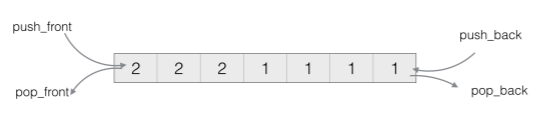 push_front
push_back
2 2 2 1 1 1 1
pop_front
pop_back